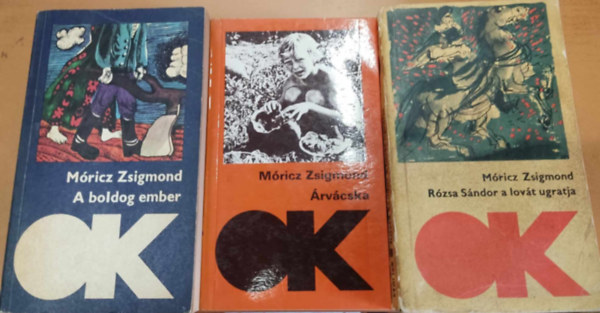 Móricz Zsigmond
A boldog ember
OK
Móricz Zsigmond
Árvácska
OK
Móricz Zsigmond
Rózsa Sándor a lovát ugratja
OK